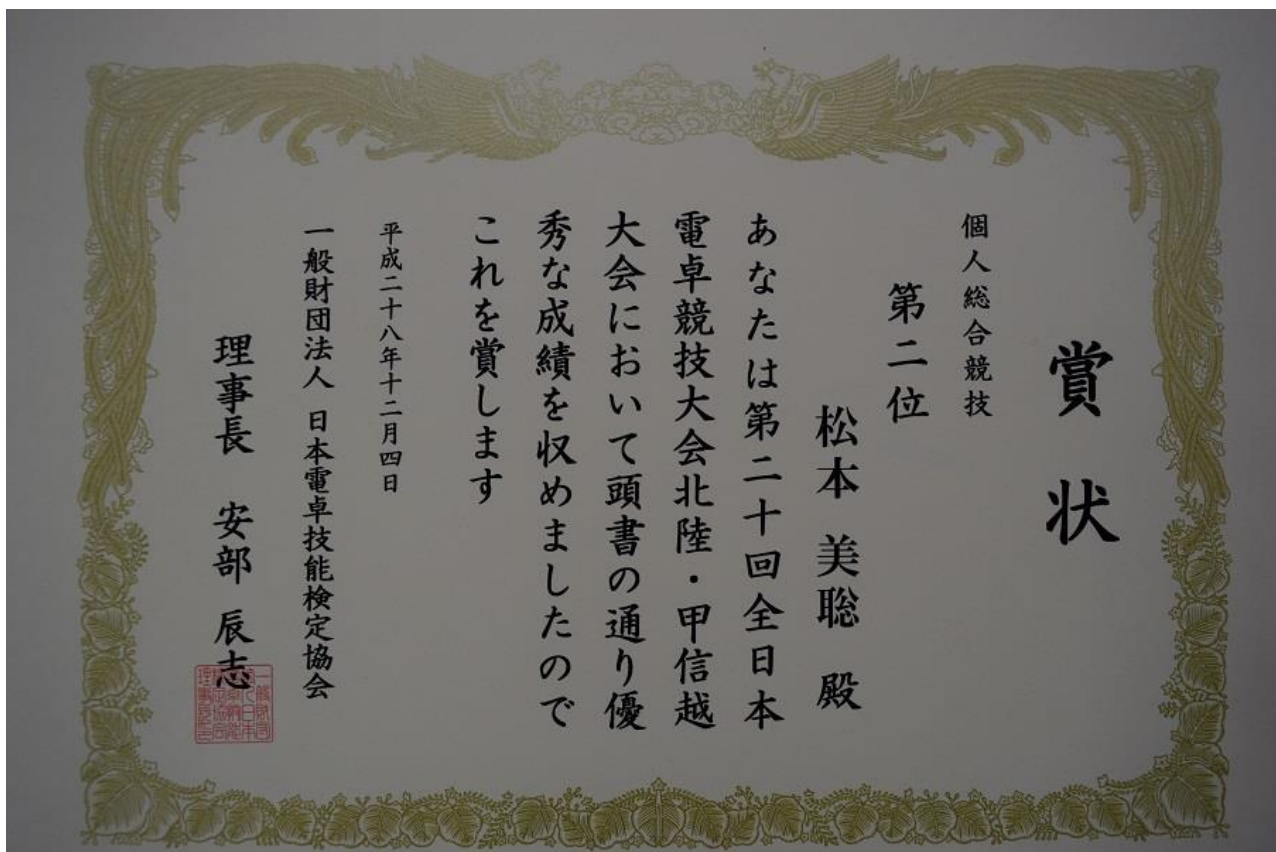 賞状
個人総合競技
第二位
松本 美聡 殿
あなたは第二十回全日本
電卓競技大会北陸・甲信越
大会において頭書の通り優
秀な成績を収めましたので
これを賞します
平成二十八年十二月四日
一般財団法人 日本電卓技能検定協会
理事長 安部 辰志